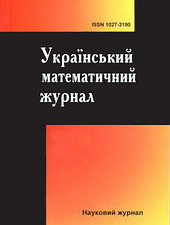 ISSN 1027-3190
Український
математичний
журнал
Науковий журнал